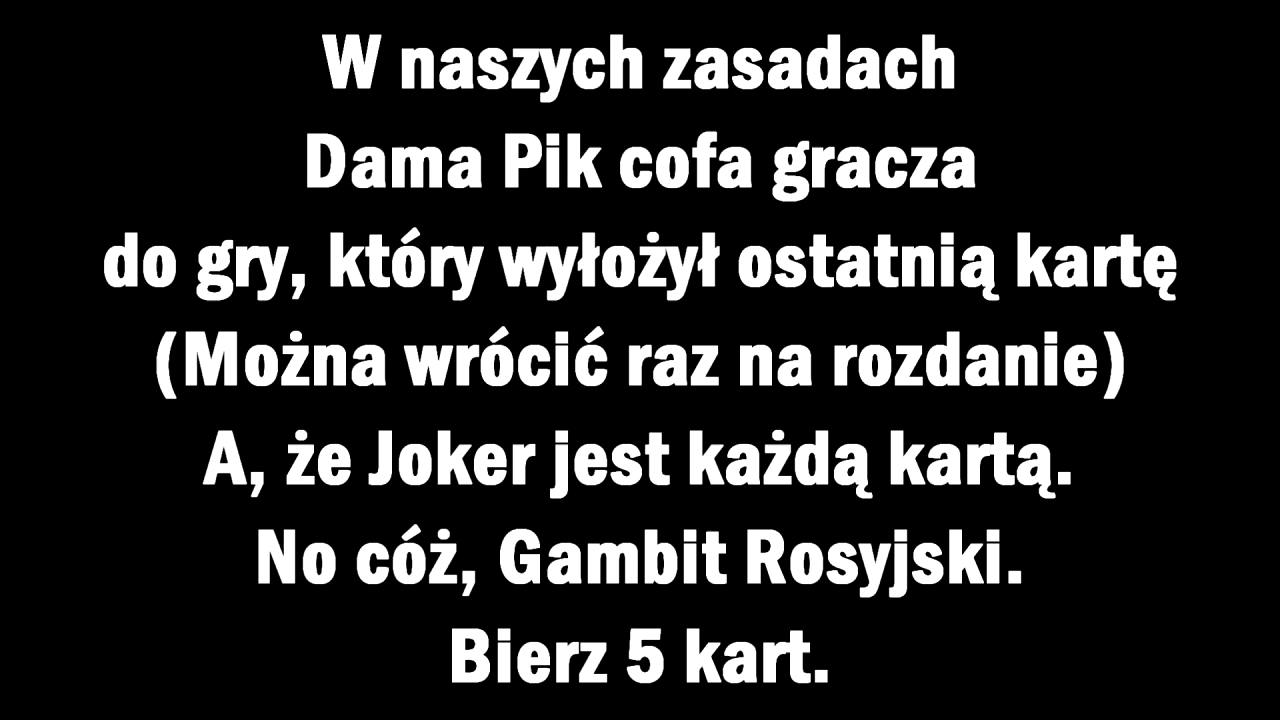 W naszych zasadach
Dama Pik cofa gracza
do gry, który wyłożył ostatnią kartę
(Można wrócić raz na rozdanie)
A, że Joker jest każdą kartą.
No cóż, Gambit Rosyjski.
Bierz 5 kart.